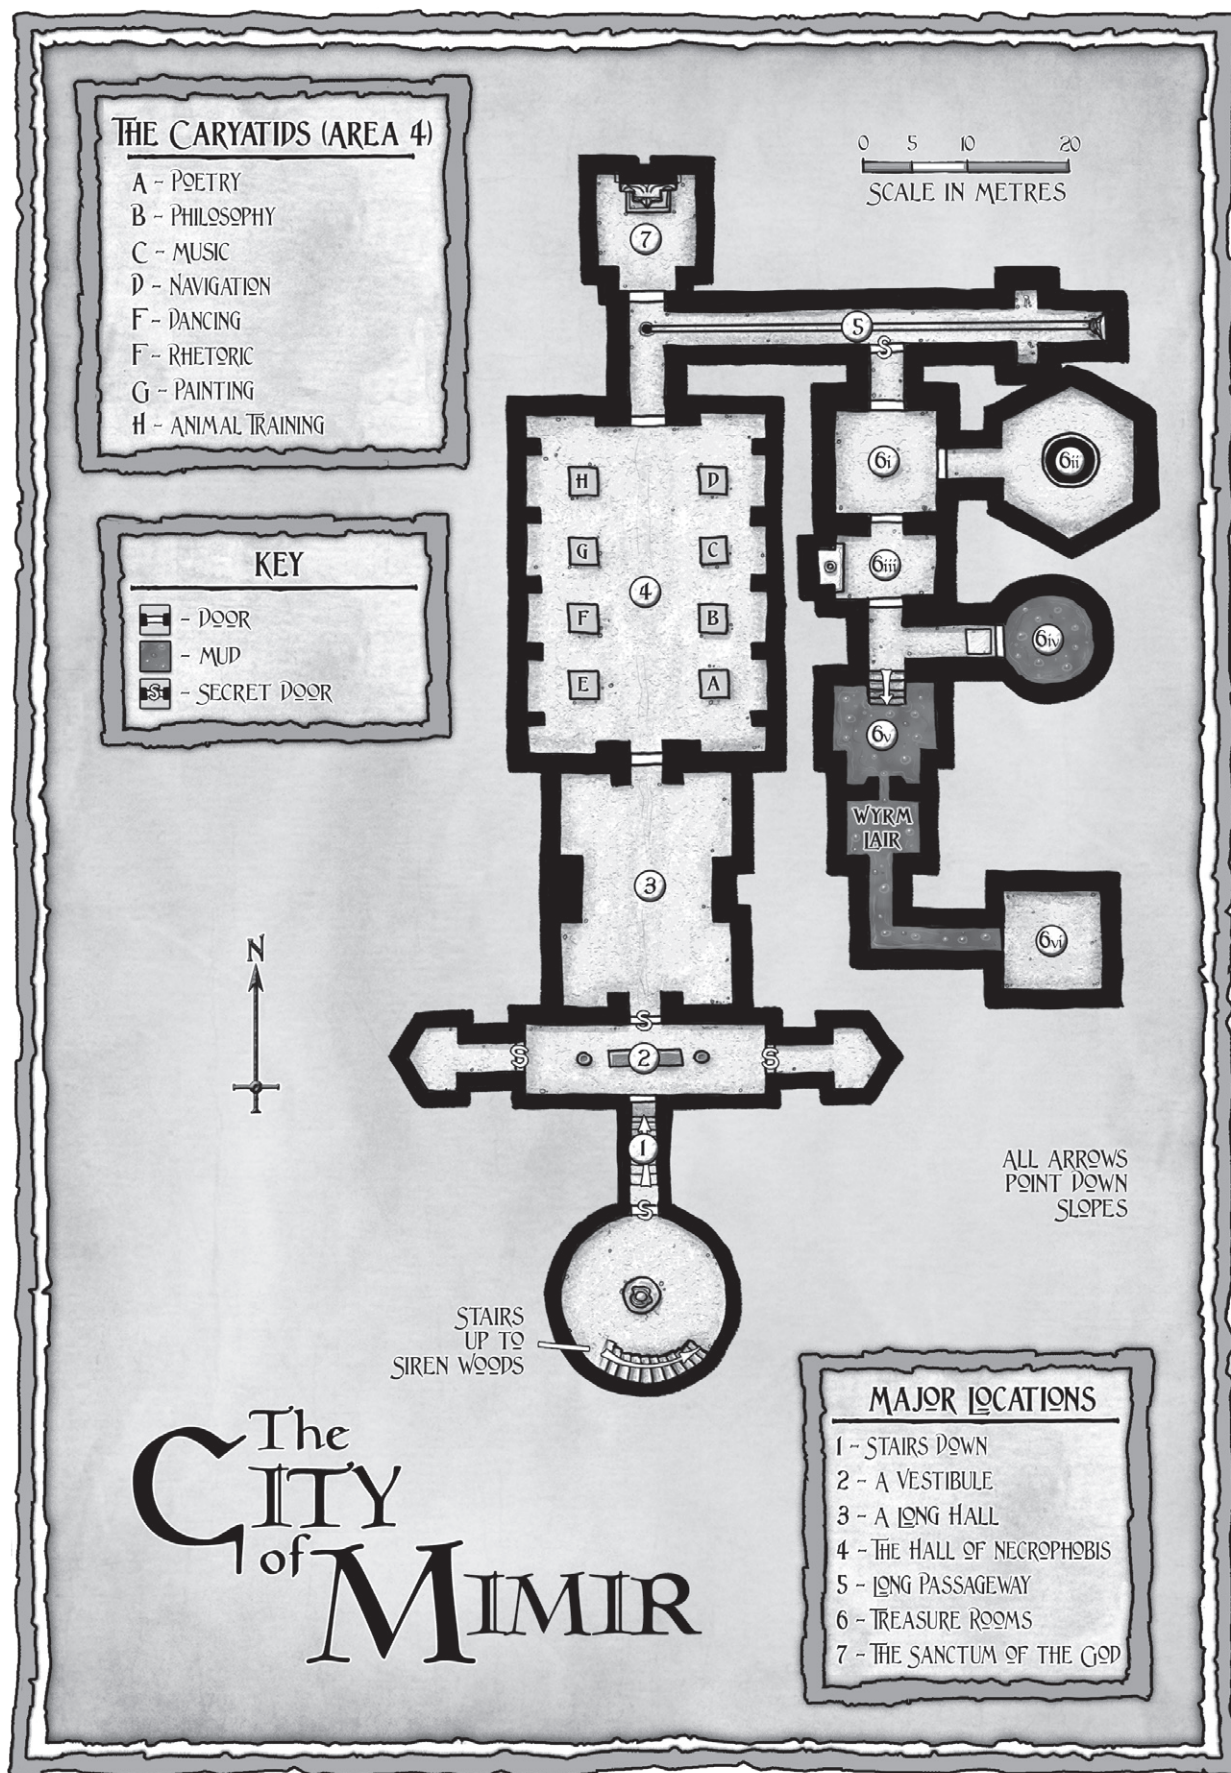 THE CARYATIDS (AREA 4)
A - POETRY
B - PHILOSOPHY
C - MUSIC
D - NAVIGATION
F - DANCING
F - RHETORIC
G - PAINTING
H - ANIMAL TRAINING
0 5 10 20
SCALE IN METRES
7
5
S
6i
6ii
H
D
G
C
6iii
4
F
B
6iv
E
A
KEY
- DOOR
- MUD
- SECRET DOOR
S
6v
WYRM
LAIR
3
6vi
N
S
S
2
S
1
S
ALL ARROWS
POINT DOWN
SLOPES
STAIRS
UP TO
SIREN WOODS
The
CITY
of
MIMIR
MAJOR LOCATIONS
1 - STAIRS DOWN
2 - A VESTIBULE
3 - A LONG HALL
4 - THE HALL OF NECROPHOBIS
5 - LONG PASSAGEWAY
6 - TREASURE ROOMS
7 - THE SANCTUM OF THE GOD